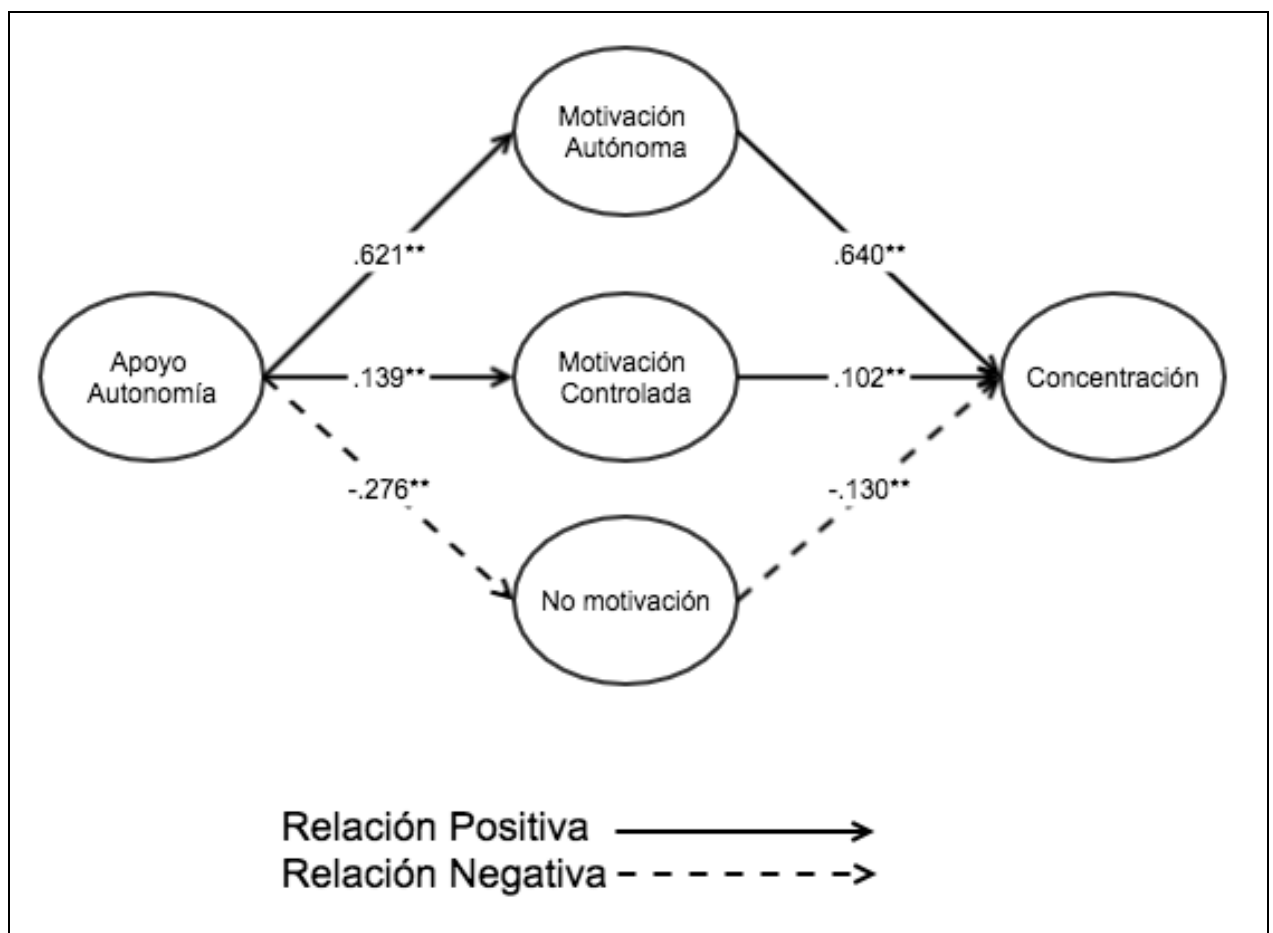 Motivación
Autónoma
.621**
.640**
Apoyo
Autonomía
.139**
Motivación
Controlada
.102**
Concentración
-.276**
-.130**
No motivación
Relación Positiva
Relación Negativa